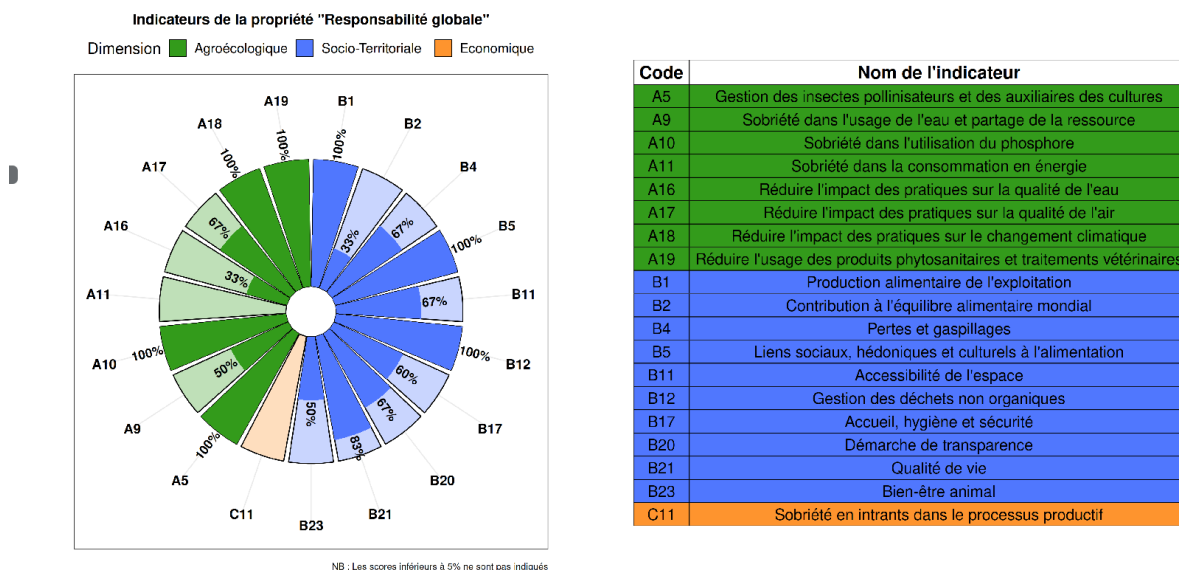 Indicateurs de la propriété "Responsabilité globale"
Dimension Agroécologique Socio-Territoriale Economique
A19 B1
A18 B2
A17 B4
A16 B5
A11 B11
A10 B12
A9 B17
A5 B20
C11 B21
B23
100%
33%
67%
100%
67%
100%
60%
67%
83%
50%
100%
50%
100%
33%
67%
100%
100%
NB : Les scores inférieurs à 5% ne sont pas indiqués
Code Nom de l'indicateur
A5 Gestion des insectes pollinisateurs et des auxiliaires des cultures
A9 Sobriété dans l'usage de l'eau et partage de la ressource
A10 Sobriété dans l'utilisation du phosphore
A11 Sobriété dans la consommation en énergie
A16 Réduire l'impact des pratiques sur la qualité de l'eau
A17 Réduire l'impact des pratiques sur la qualité de l'air
A18 Réduire l'impact des pratiques sur le changement climatique
A19 Réduire l'usage des produits phytosanitaires et traitements vétérinaires
B1 Production alimentaire de l'exploitation
B2 Contribution à l'équilibre alimentaire mondial
B4 Pertes et gaspillages
B5 Liens sociaux, hédoniques et culturels à l'alimentation
B11 Accessibilité de l'espace
B12 Gestion des déchets non organiques
B17 Accueil, hygiène et sécurité
B20 Démarche de transparence
B21 Qualité de vie
B23 Bien-être animal
C11 Sobriété en intrants dans le processus productif